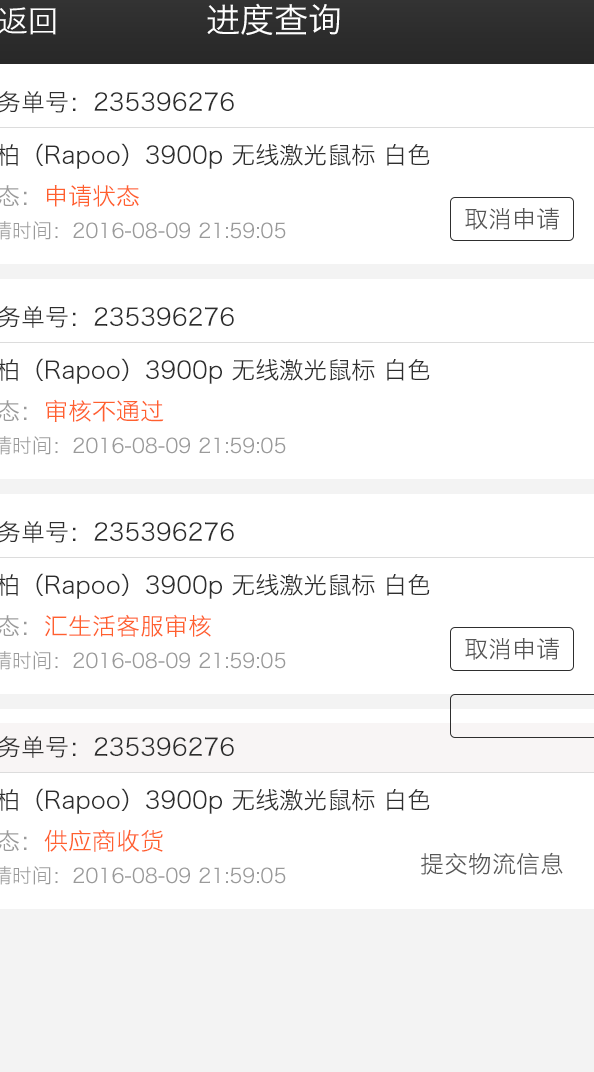 返回
进度查询
务单号：235396276
柏（Rapoo）3900p 无线激光鼠标 白色
态：申请状态
请时间：2016-08-09 21:59:05
取消申请
务单号：235396276
柏（Rapoo）3900p 无线激光鼠标 白色
态：审核不通过
请时间：2016-08-09 21:59:05
务单号：235396276
柏（Rapoo）3900p 无线激光鼠标 白色
态：汇生活客服审核
请时间：2016-08-09 21:59:05
取消申请
务单号：235396276
柏（Rapoo）3900p 无线激光鼠标 白色
态：供应商收货
请时间：2016-08-09 21:59:05
提交物流信息